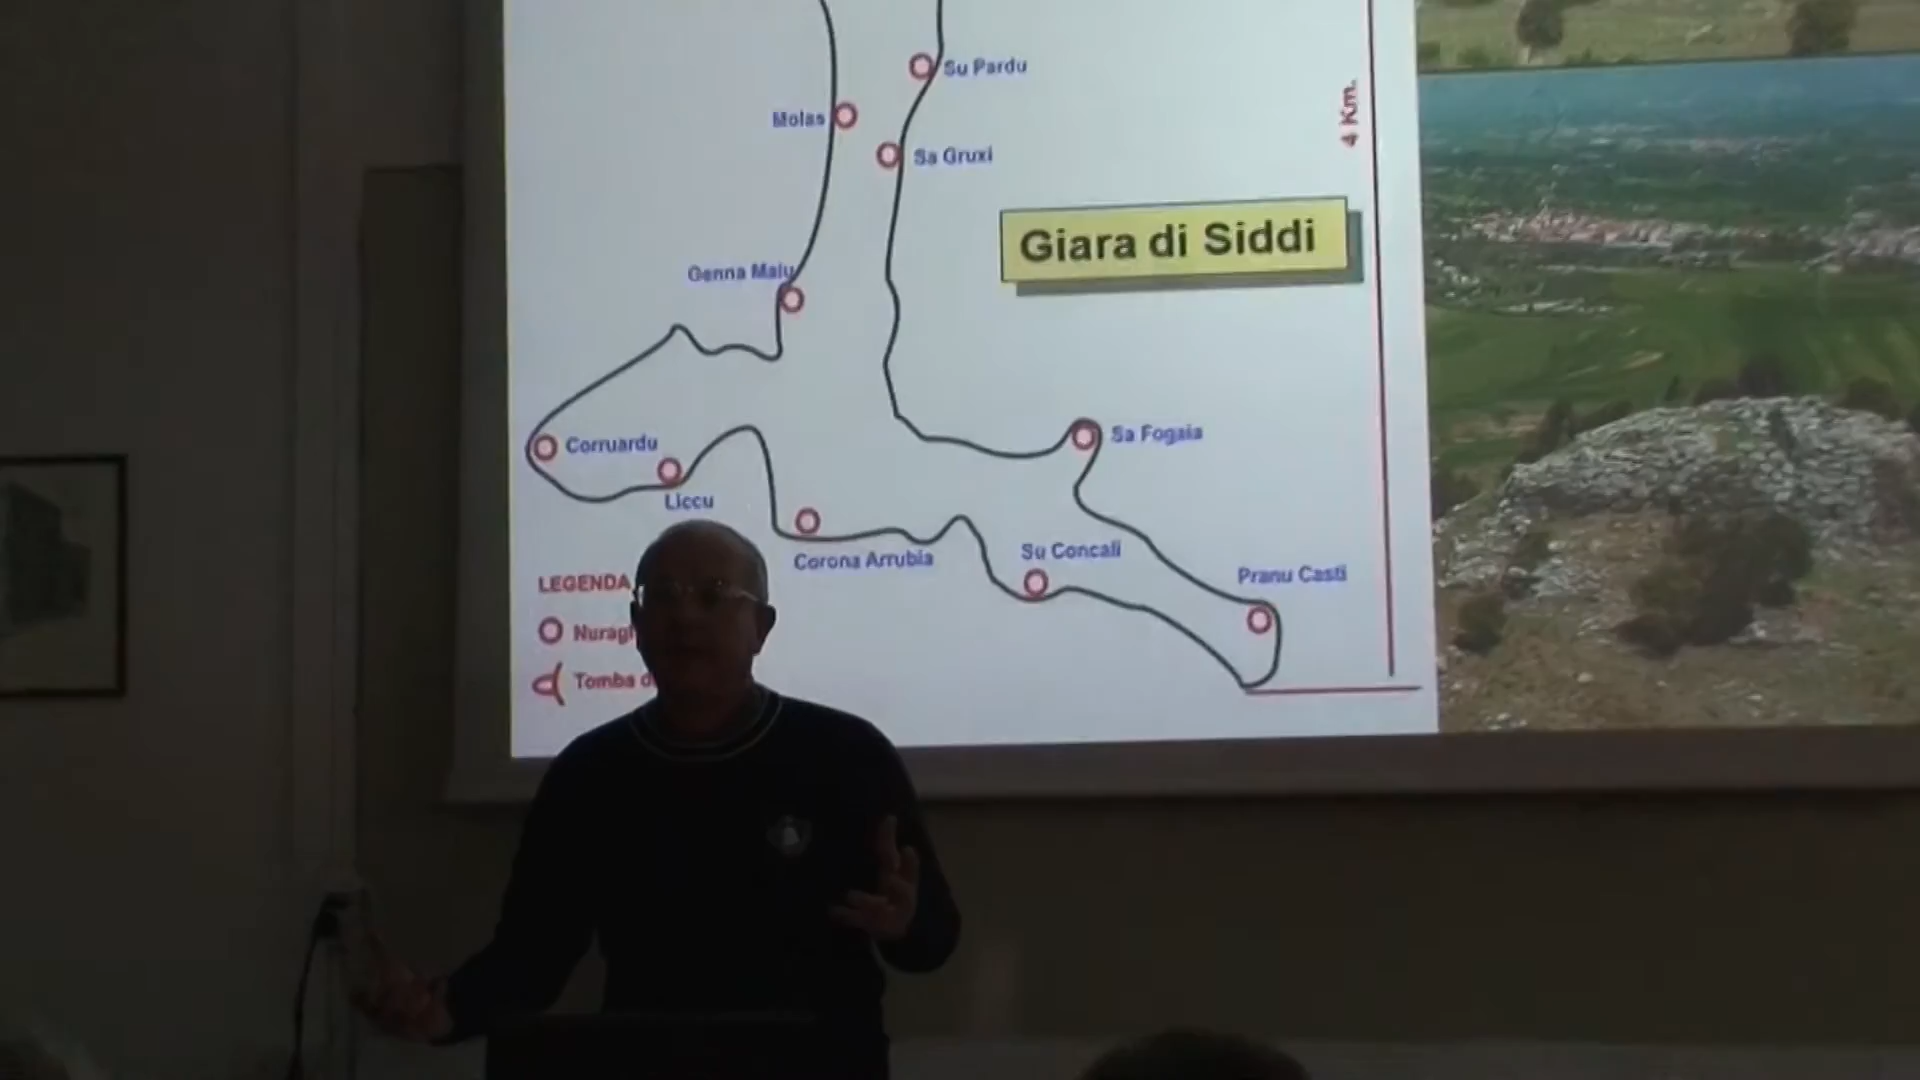 Su Pardu
Molas
4 Km.
Sa Gruxi
Giara di Siddi
Genna Maiu
Sa Fogaia
Corruardu
Liccu
Su Concali
Corona Arrubia
Pranu Casti
LEGENDA
Nuragh
Tomba d